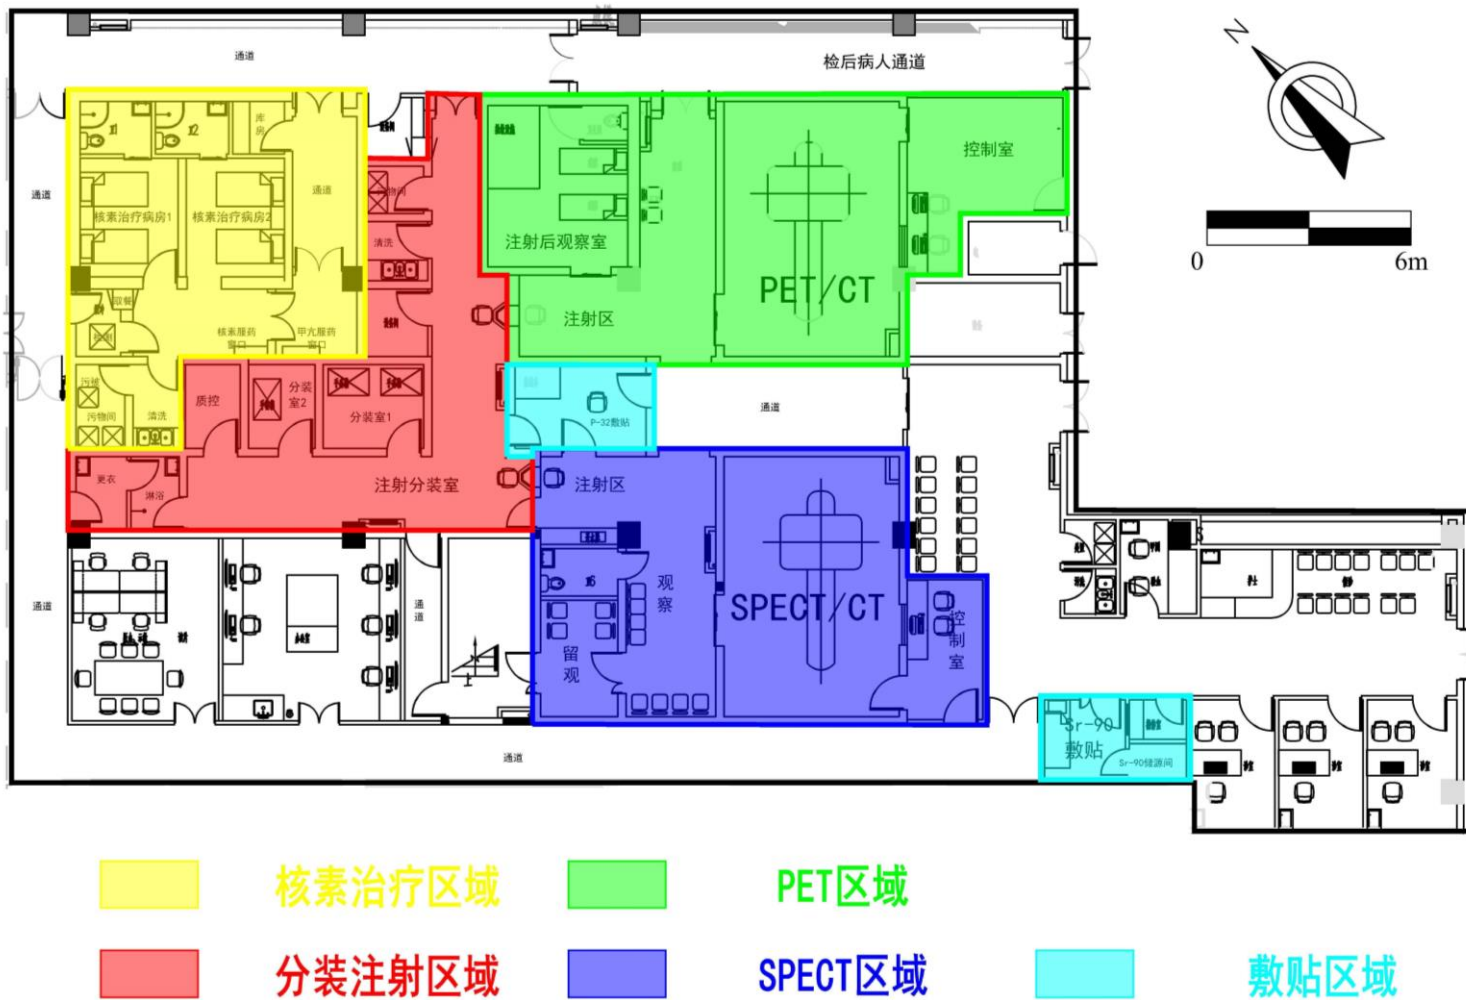 通道
检后病人通道
N
库房
通道
通道
控制室
核素治疗病房1
核素治疗病房2
清洗
注射后观察室
0
6m
PET/CT
取餐
核素服药窗口
甲亢服药窗口
注射区
污被
质控
分装室2
分装室1
污物间
清洗
P-32敷贴
通道
更衣
淋浴
注射分装室
注射区
观察
SPECT/CT
控制室
留观
通道
通道
上
Sr-90
敷贴
Sr-90储源间
通道
核素治疗区域
PET区域
分装注射区域
SPECT区域
敷贴区域